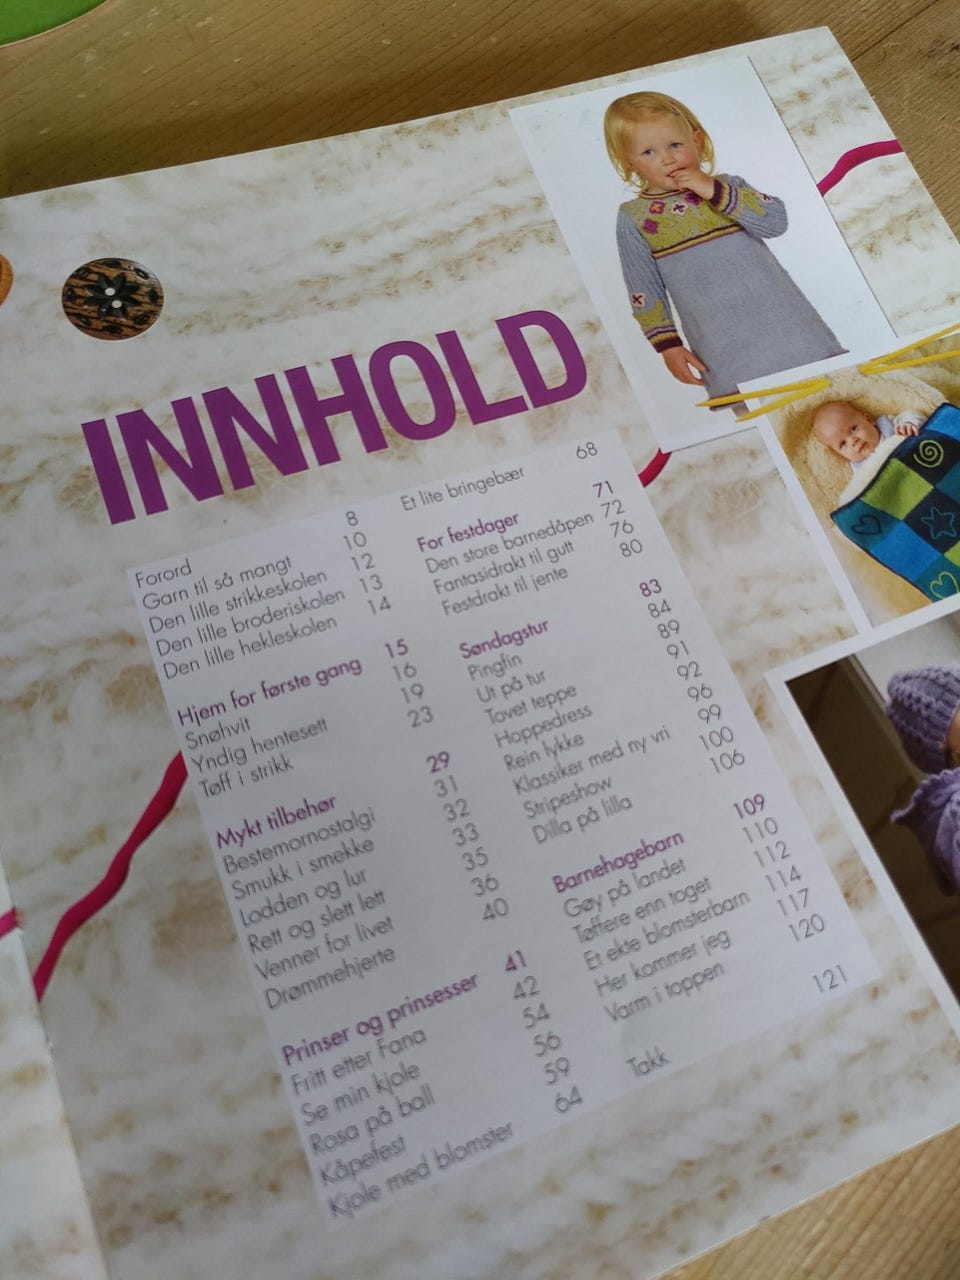 INNHOLD
Forord 8
Garn til så mangt 10
Den lille strikkeskolen 12
Den lille broderiskolen 13
Den lille hekleskolen 14
Hjem for første gang 15
Snøhvit 16
Yndig hentesett 19
Tøff i strikk 23
Mykt tilbehør 29
Bestemornostalgi 31
Smukk i smekke 32
Lodden og lur 33
Rett og slett lett 35
Venner for livet 36
Drømmehjerte 40
Prinser og prinsesser 41
Fritt etter Fana 42
Se min kjole 54
Rosa på ball 56
Kåpefest 59
Kjole med blomster 64
Et lite bringebær 68
For festdager 71
Den store barnedåpen 72
Fantasidrakt til gutt 76
Festdrakt til jente 80
Søndagstur 83
Pingfin 84
Ut på tur 89
Tovet teppe 91
Hoppedress 92
Rein lykke 96
Klassiker med ny vri 99
Stripeshow 100
Dilla på lilla 106
Barnehagebarn 109
Gøy på landet 110
Tøffere enn toget 112
Et ekte blomsterbarn 114
Her kommer jeg 117
Varm i toppen 120
Takk 121